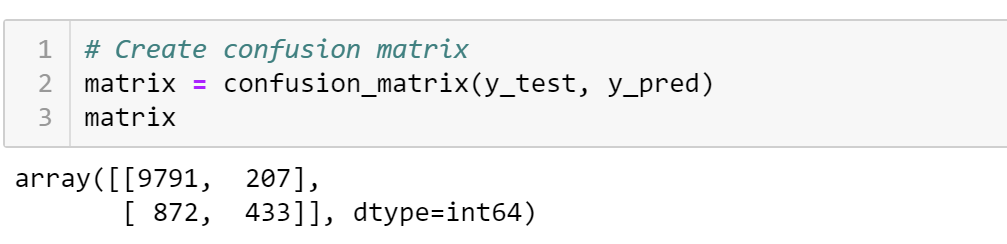 1 # Create confusion matrix
2 matrix = confusion_matrix(y_test, y_pred)
3 matrix
array([[9791,  207],
       [ 872,  433]], dtype=int64)